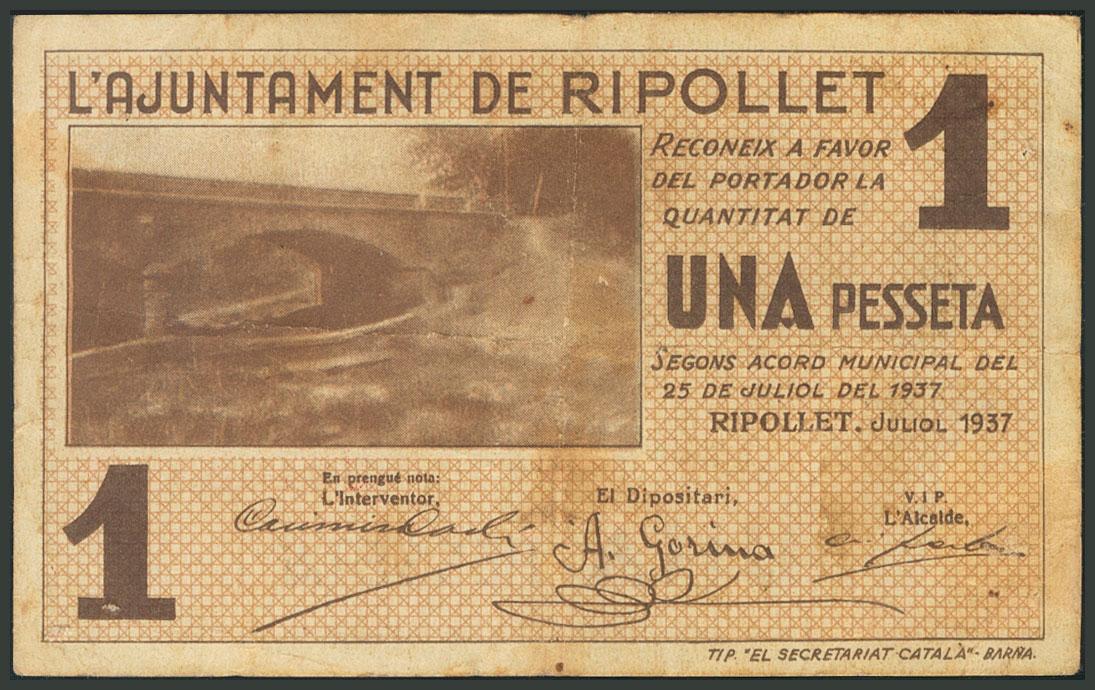 L'AJUNTAMENT DE RIPOLLET
1
RECONEIX A FAVOR
DEL PORTADOR LA
QUANTITAT DE
UNA PESSETA
SEGONS ACORD MUNICIPAL DEL
25 DE JULIOL DEL 1937
RIPOLLET. JULIOL 1937
1
En prengué nota:
L'Interventor,
El Dipositari,
A. Gorina
V. i P.
L'Alcalde,
TIP. "EL SECRETARIAT CATALÀ" - BARNA.